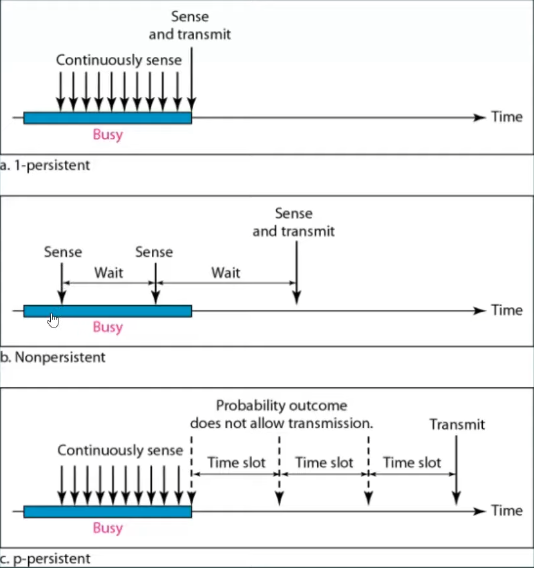 Sense
and transmit
Continuously sense
Time
Busy
a. 1-persistent
Sense
and transmit
Sense
Sense
Wait
Wait
Time
Busy
b. Nonpersistent
Probability outcome
does not allow transmission.
Transmit
Continuously sense
Time slot
Time slot
Time slot
Time
Busy
c. p-persistent